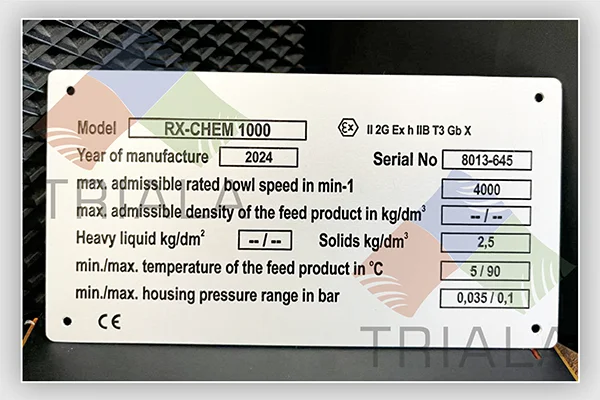 Model RX-CHEM 1000 Ex II 2G Ex h IIB T3 Gb X
Year of manufacture 2024 Serial No 8013-645
max. admissible rated bowl speed in min-1 4000
max. admissible density of the feed product in kg/dm³ --/--
Heavy liquid kg/dm² --/-- Solids kg/dm³ 2,5
min./max. temperature of the feed product in °C 5 / 90
min./max. housing pressure range in bar 0,035 / 0,1
CE
TRIALA
TRIALA